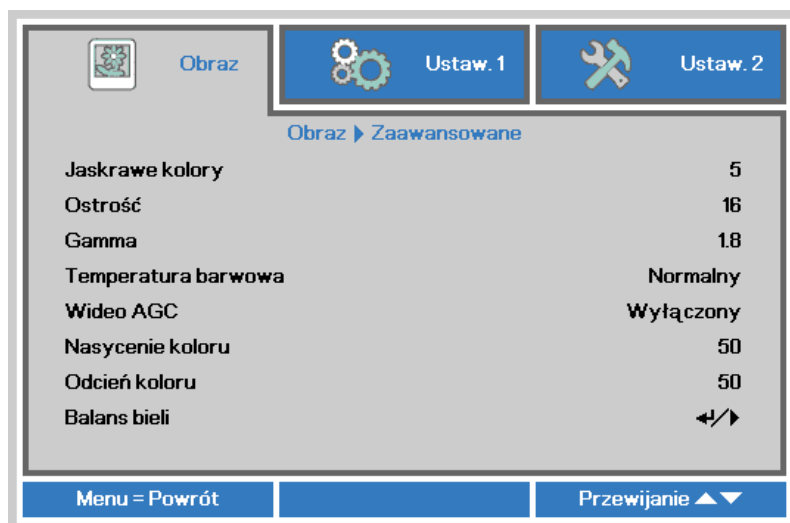 Obraz Ustaw. 1 Ustaw. 2
Obraz ▶ Zaawansowane
Jaskrawe kolory 5
Ostrość 16
Gamma 1.8
Temperatura barwowa Normalny
Wideo AGC Wyłączony
Nasycenie koloru 50
Odcień koloru 50
Balans bieli ↲/▶
Menu = Powrót Przewijanie ▲▼